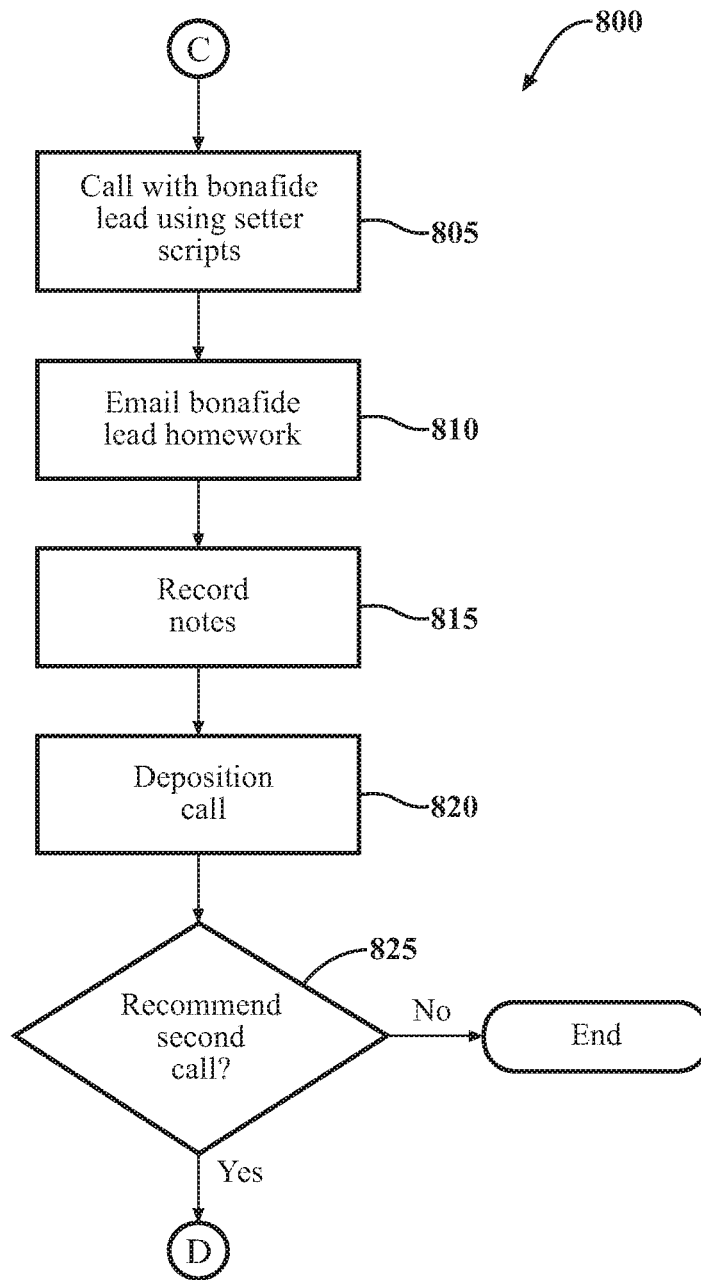 C
800
Call with bonafide
lead using setter
scripts
805
Email bonafide
lead homework
810
Record
notes
815
Deposition
call
820
825
Recommend
second
call?
No
End
Yes
D